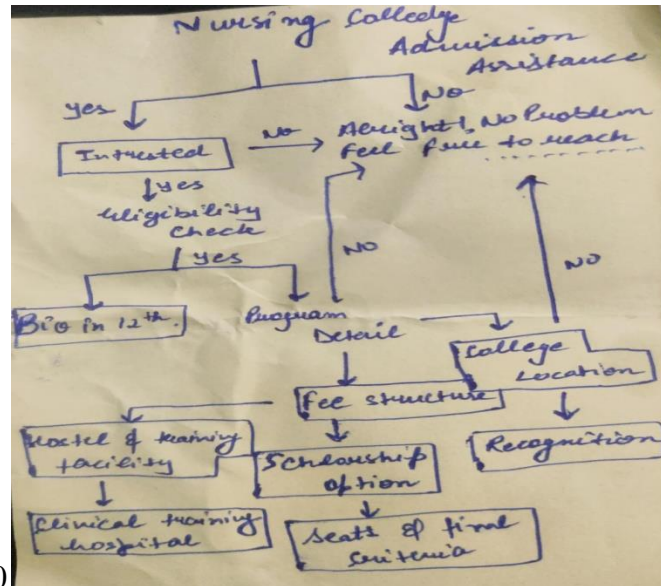 Nursing Colledge
Admission
Assistance
Yes
No
Intrested
No
Alright!, No Problem
Feel free to reach
Yes
Eligibility
Check
Yes
No
No
Bio in 12th.
Program
Detail
College
Location
Fee structure
Hostel & training
facility
Scholarship
option
Recognition
Clinical training
hospital
Seats & final
Criteria